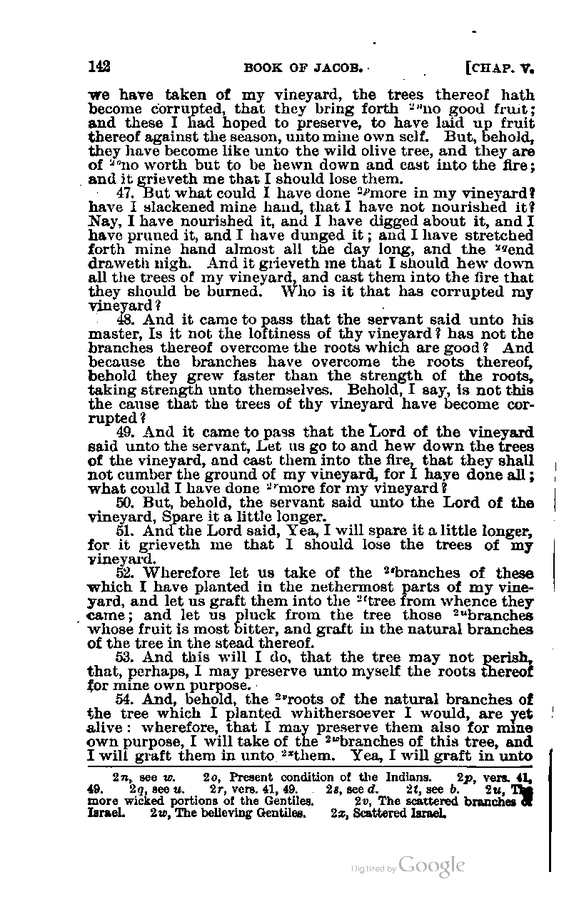 142 BOOK OF JACOB. [CHAP. V.
we have taken of my vineyard, the trees thereof hath
become corrupted, that they bring forth ²ⁿno good fruit;
and these I had hoped to preserve, to have laid up fruit
thereof against the season, unto mine own self. But, behold,
they have become like unto the wild olive tree, and they are
of ²ᵒno worth but to be hewn down and cast into the fire;
and it grieveth me that I should lose them.
47. But what could I have done ²ᵖmore in my vineyard?
have I slackened mine hand, that I have not nourished it?
Nay, I have nourished it, and I have digged about it, and I
have pruned it, and I have dunged it; and I have stretched
forth mine hand almost all the day long, and the ²qend
draweth nigh. And it grieveth me that I should hew down
all the trees of my vineyard, and cast them into the fire that
they should be burned. Who is it that has corrupted my
vineyard?
48. And it came to pass that the servant said unto his
master, Is it not the loftiness of thy vineyard? has not the
branches thereof overcome the roots which are good? And
because the branches have overcome the roots thereof,
behold they grew faster than the strength of the roots,
taking strength unto themselves. Behold, I say, is not this
the cause that the trees of thy vineyard have become cor-
rupted?
49. And it came to pass that the Lord of the vineyard
said unto the servant, Let us go to and hew down the trees
of the vineyard, and cast them into the fire, that they shall
not cumber the ground of my vineyard, for I have done all;
what could I have done ²ʳmore for my vineyard?
50. But, behold, the servant said unto the Lord of the
vineyard, Spare it a little longer.
51. And the Lord said, Yea, I will spare it a little longer,
for it grieveth me that I should lose the trees of my
vineyard.
52. Wherefore let us take of the ²ˢbranches of these
which I have planted in the nethermost parts of my vine-
yard, and let us graft them into the ²ᵗtree from whence they
came; and let us pluck from the tree those ²ᵘbranches
whose fruit is most bitter, and graft in the natural branches
of the tree in the stead thereof.
53. And this will I do, that the tree may not perish,
that, perhaps, I may preserve unto myself the roots thereof
for mine own purpose.
54. And, behold, the ²ᵛroots of the natural branches of
the tree which I planted whithersoever I would, are yet
alive: wherefore, that I may preserve them also for mine
own purpose, I will take of the ²ʷbranches of this tree, and
I will graft them in unto ²ˣthem. Yea, I will graft in unto
2n, see w. 2o, Present condition of the Indians. 2p, vers. 41,
49. 2q, see u. 2r, vers. 41, 49. 2s, see d. 2t, see b. 2u, The
more wicked portions of the Gentiles. 2v, The scattered branches of
Israel. 2w, The believing Gentiles. 2x, Scattered Israel.
Digitized by Google